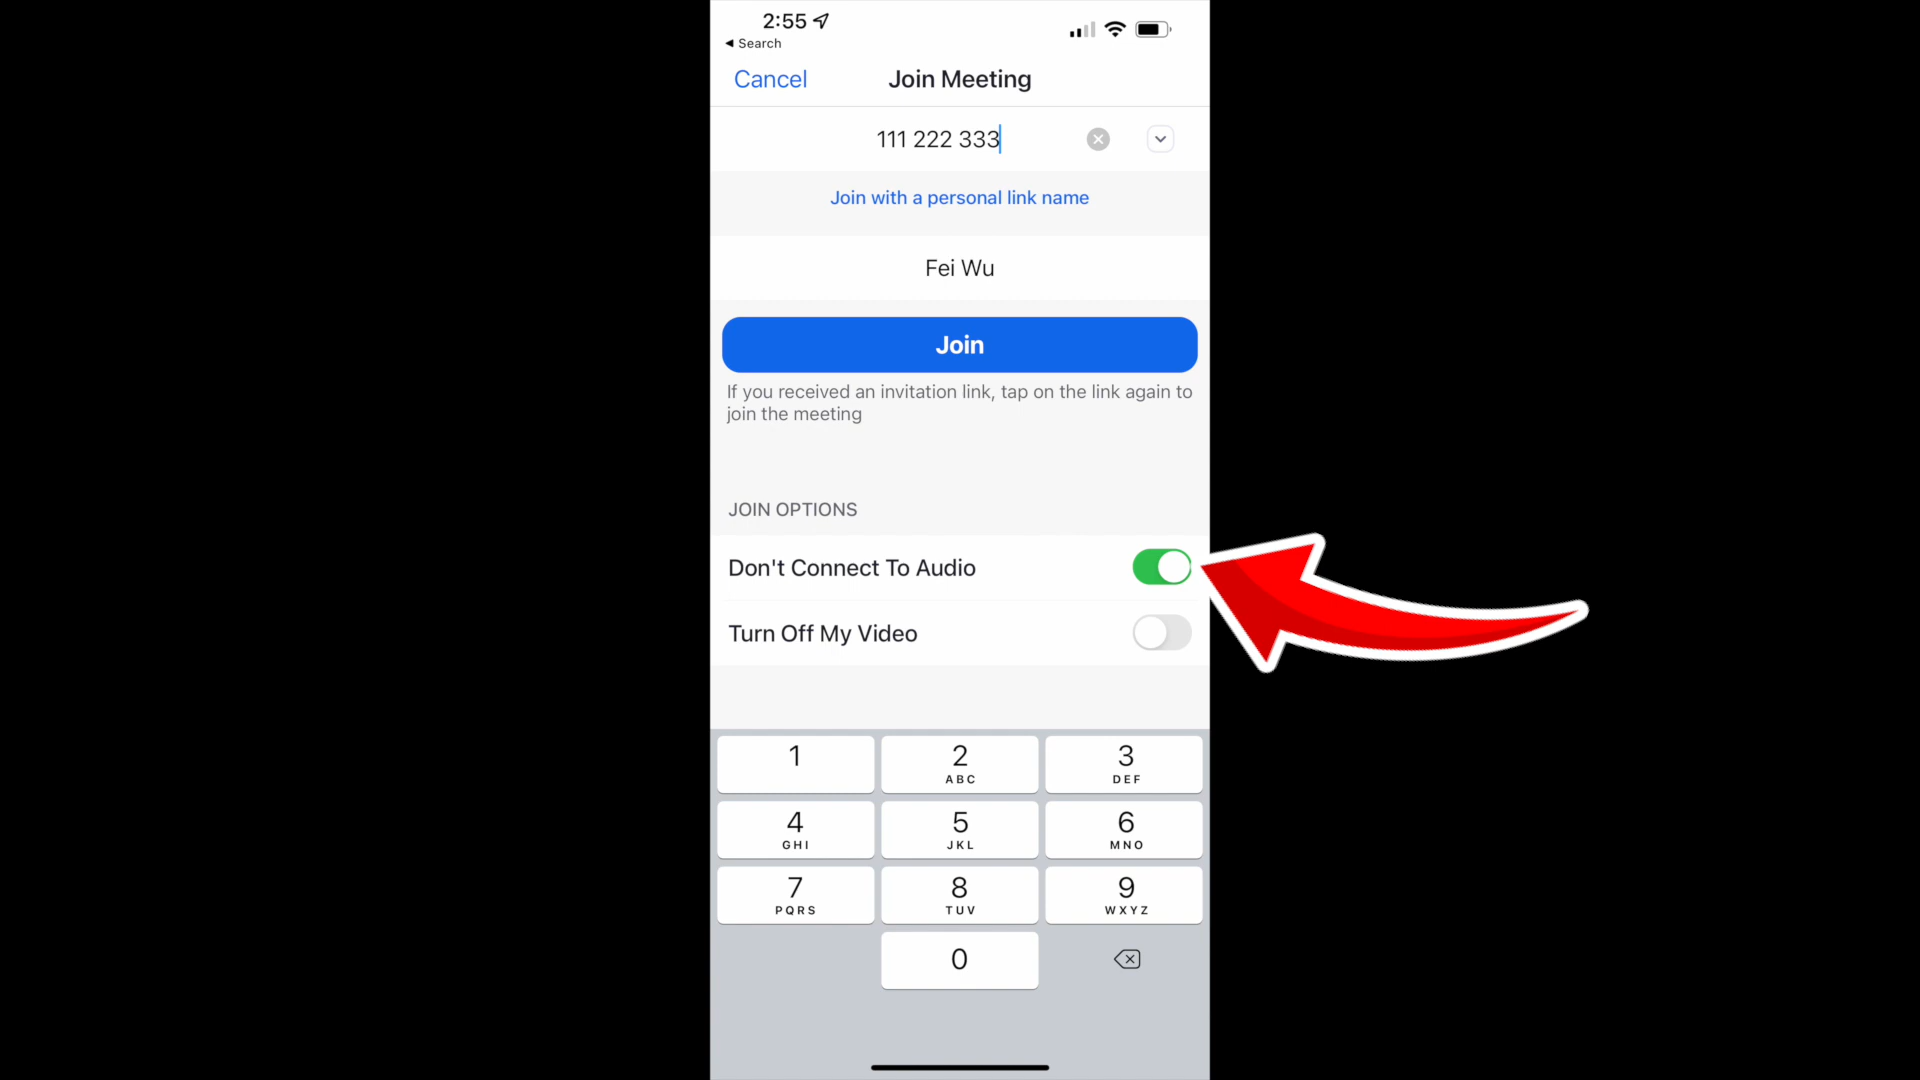 2:55
◀ Search
Cancel
Join Meeting
111 222 333
Join with a personal link name
Fei Wu
Join
If you received an invitation link, tap on the link again to
join the meeting
JOIN OPTIONS
Don't Connect To Audio
Turn Off My Video
1
2
ABC
3
DEF
4
GHI
5
JKL
6
MNO
7
PQRS
8
TUV
9
WXYZ
0